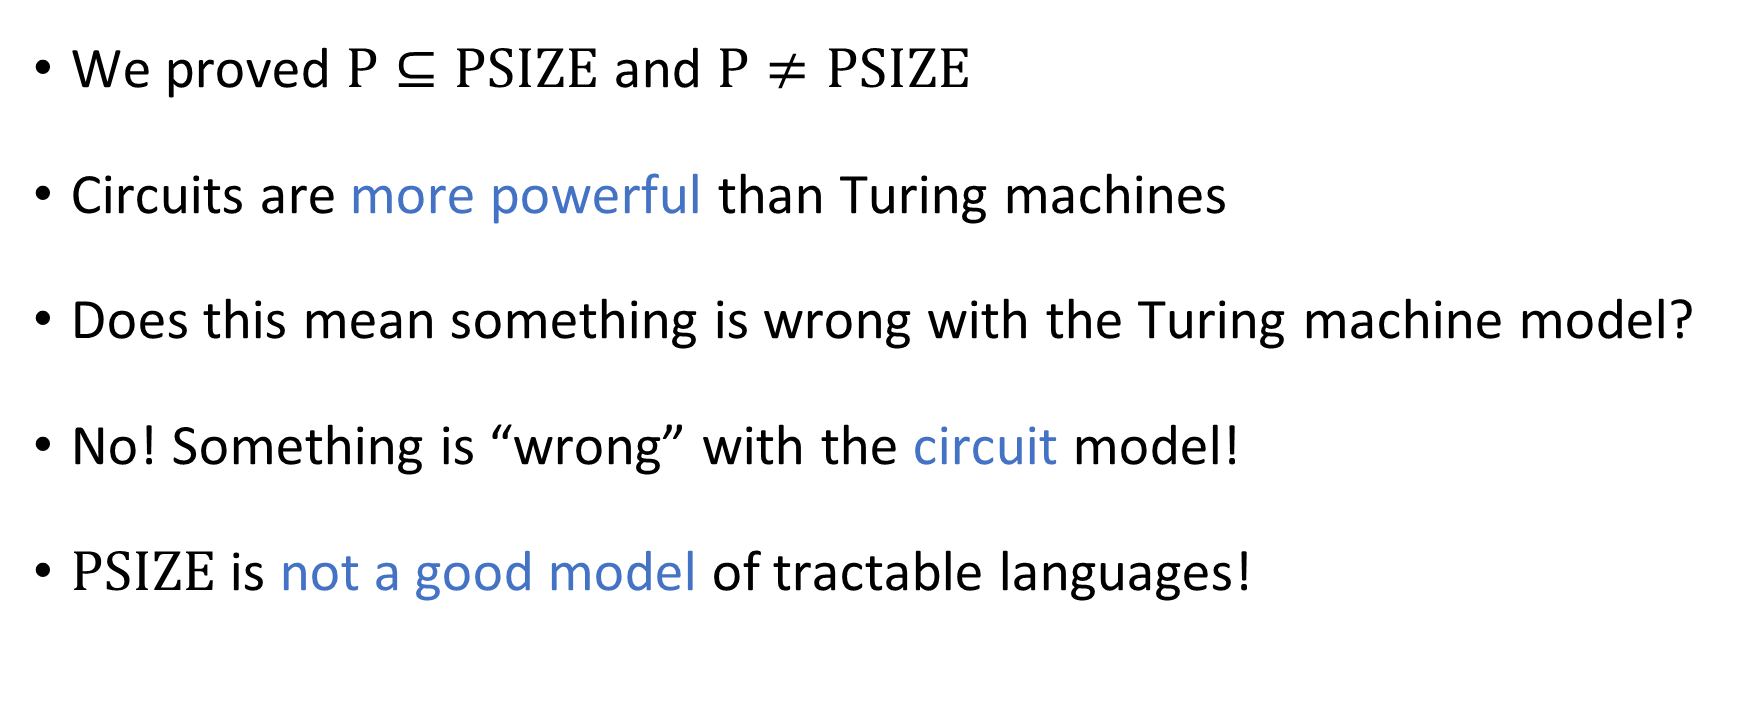 • We proved P ⊆ PSIZE and P ≠ PSIZE
• Circuits are more powerful than Turing machines
• Does this mean something is wrong with the Turing machine model?
• No! Something is “wrong” with the circuit model!
• PSIZE is not a good model of tractable languages!